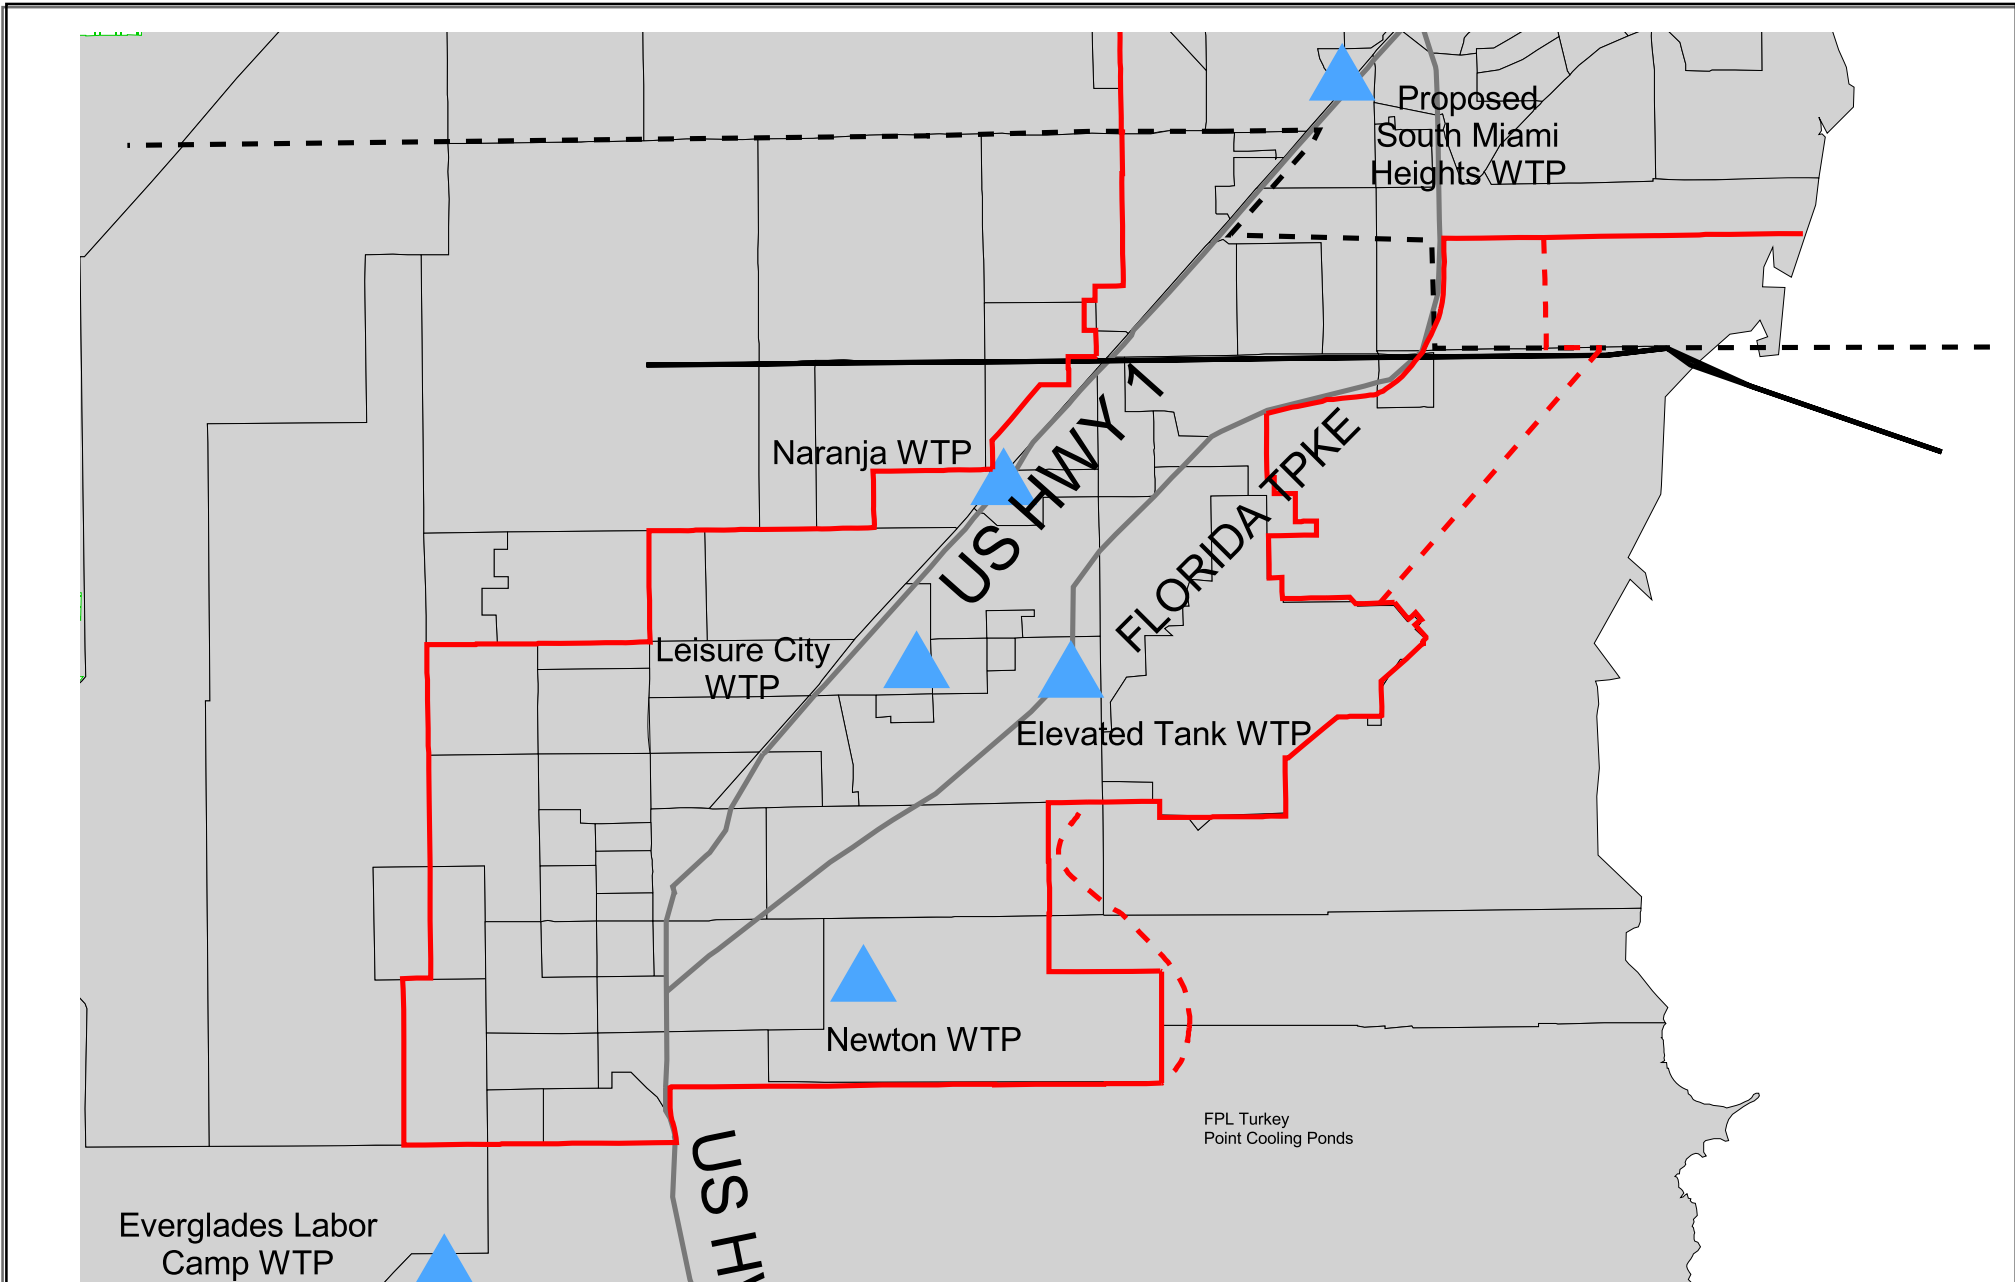 Proposed
South Miami
Heights WTP
US HWY 1
Naranja WTP
FLORIDA TPKE
Leisure City
WTP
Elevated Tank WTP
Newton WTP
FPL Turkey
Point Cooling Ponds
US HW
Everglades Labor
Camp WTP